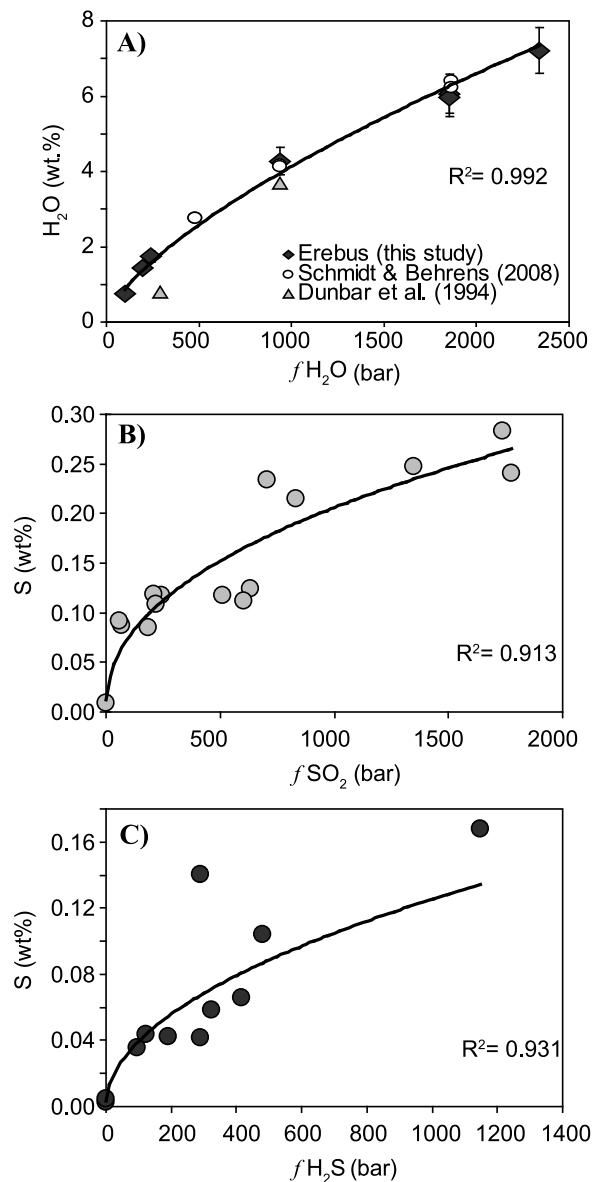 A)
8
6
4
2
0
H₂O (wt.%)
R²= 0.992
Erebus (this study)
Schmidt & Behrens (2008)
Dunbar et al. (1994)
0 500 1000 1500 2000 2500
f H₂O (bar)
B)
0.30
0.25
0.20
0.15
0.10
0.05
0.00
S (wt%)
R²= 0.913
0 500 1000 1500 2000
f SO₂ (bar)
C)
0.16
0.12
0.08
0.04
0.00
S (wt%)
R²= 0.931
0 200 400 600 800 1000 1200 1400
f H₂S (bar)